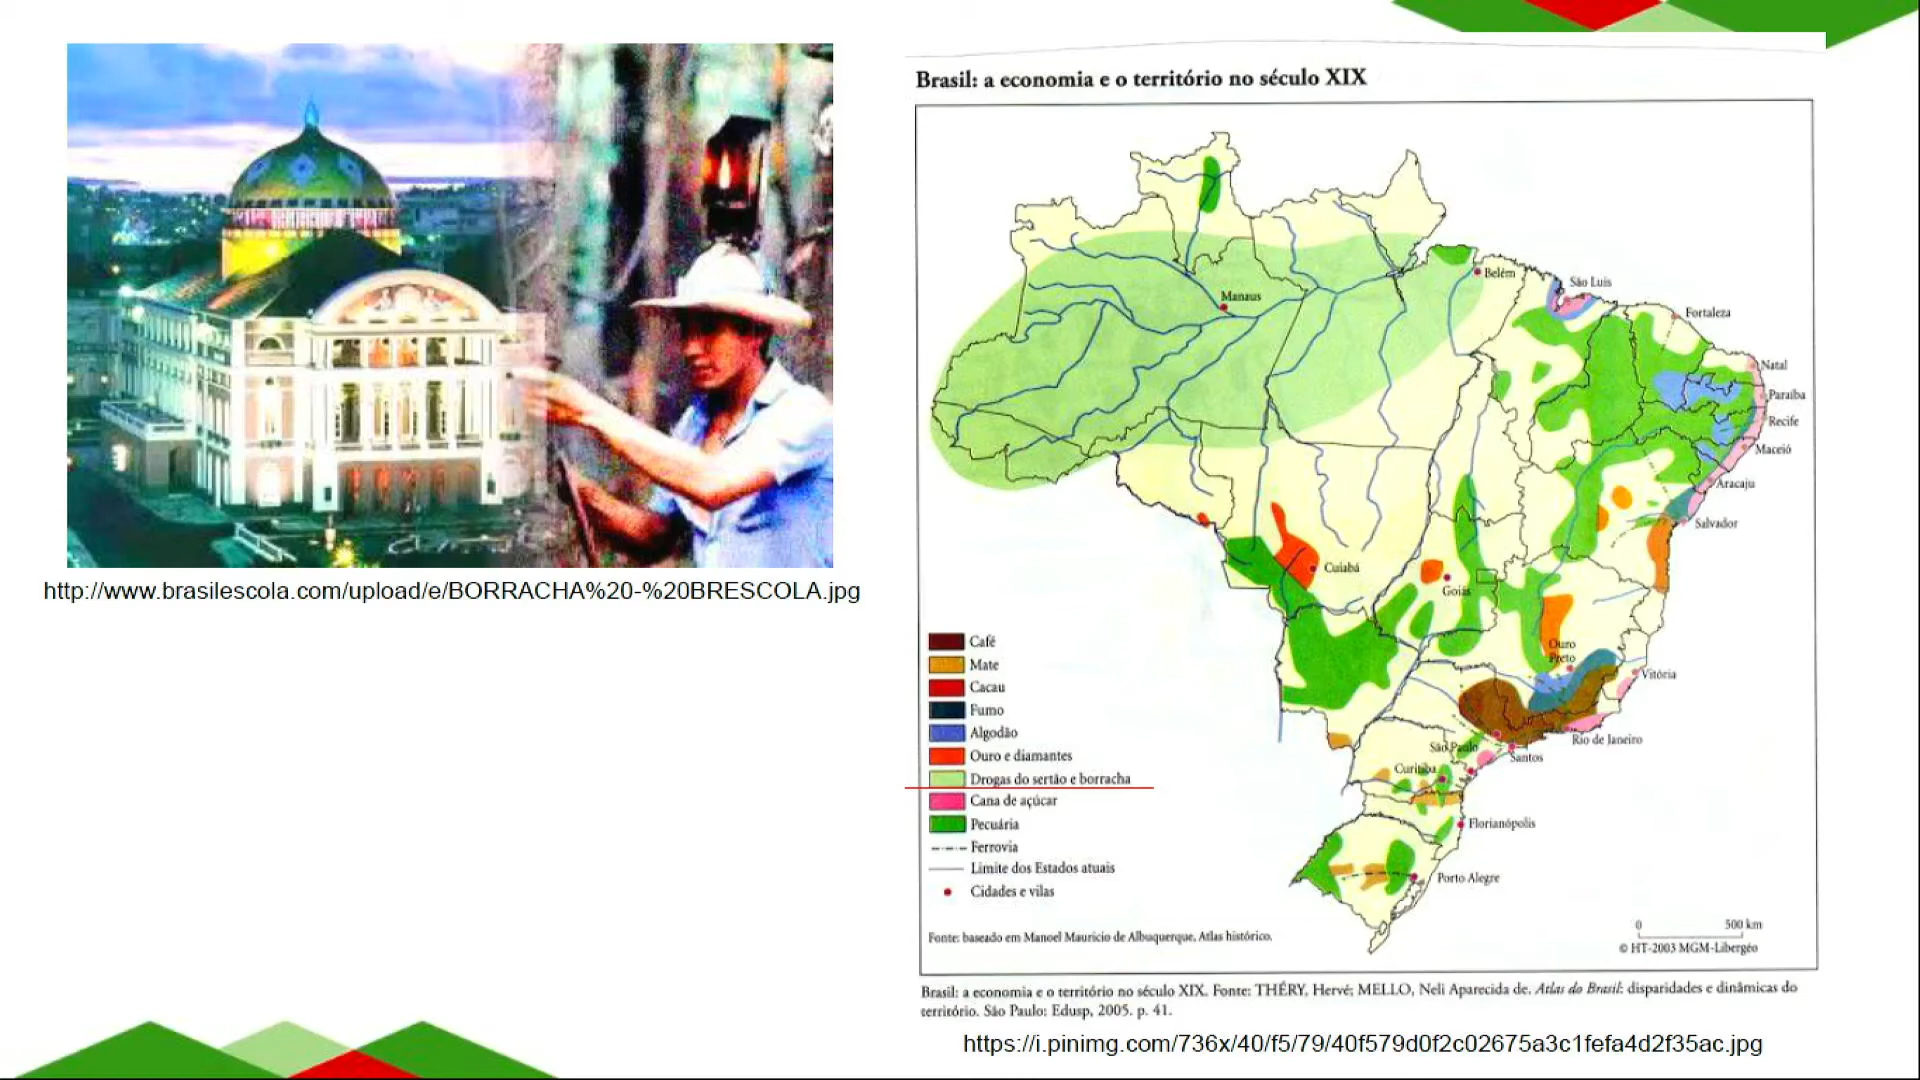 http://www.brasilescola.com/upload/e/BORRACHA%20-%20BRESCOLA.jpg
Brasil: a economia e o território no século XIX
Manaus
Belém
São Luís
Fortaleza
Natal
Paraíba
Recife
Maceió
Aracaju
Salvador
Cuiabá
Goiás
Ouro
Preto
Vitória
Rio de Janeiro
São Paulo
Santos
Curitiba
Florianópolis
Porto Alegre
Café
Mate
Cacau
Fumo
Algodão
Ouro e diamantes
Drogas do sertão e borracha
Cana de açúcar
Pecuária
Ferrovia
Limite dos Estados atuais
Cidades e vilas
0 500 km
Fonte: baseado em Manoel Mauricio de Albuquerque, Atlas histórico.
© HT-2003 MGM-Libergéo
Brasil: a economia e o território no século XIX. Fonte: THÉRY, Hervé; MELLO, Neli Aparecida de. Atlas do Brasil: disparidades e dinâmicas do
território. São Paulo: Edusp, 2005. p. 41.
https://i.pinimg.com/736x/40/f5/79/40f579d0f2c02675a3c1fefa4d2f35ac.jpg